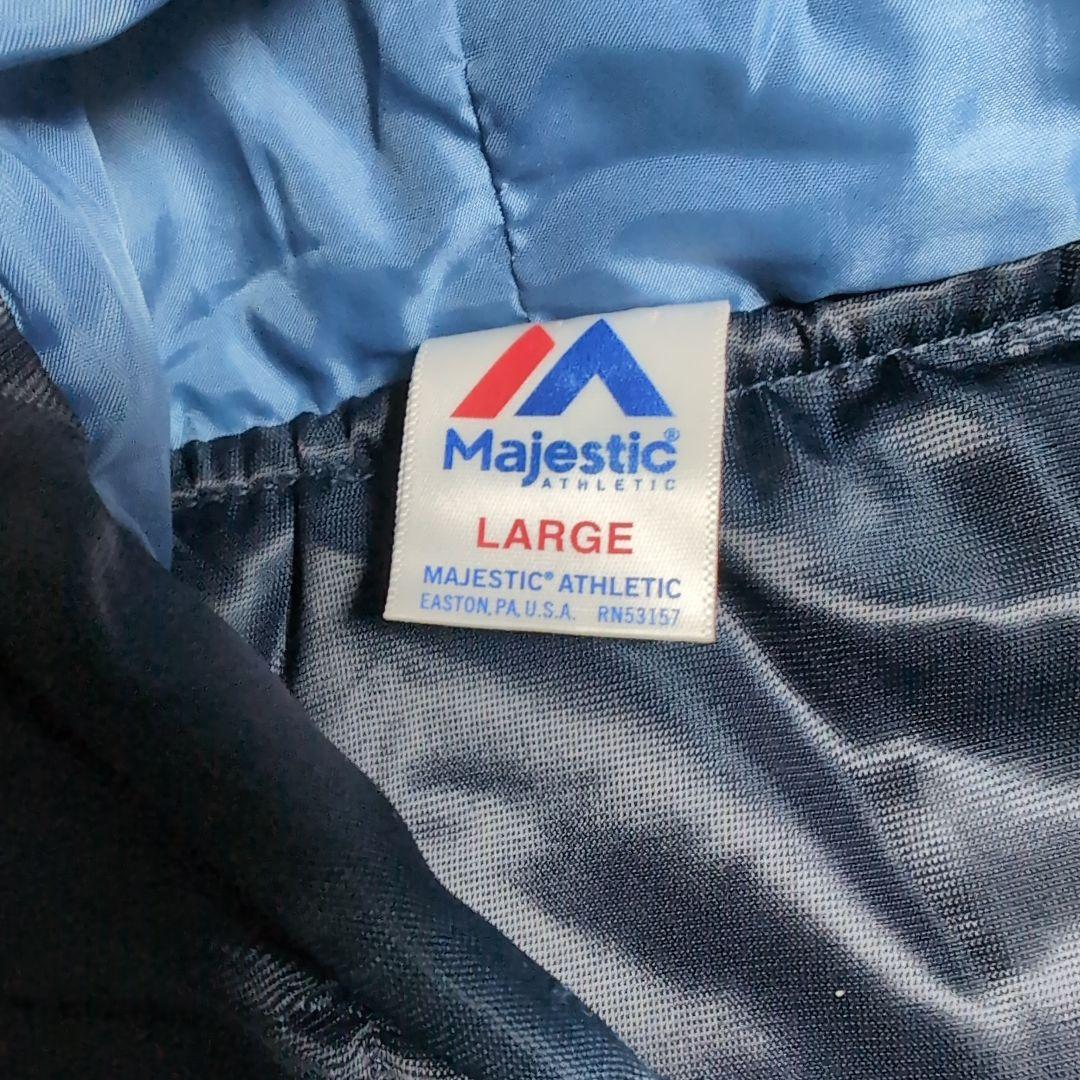 Majestic®
ATHLETIC
LARGE
MAJESTIC® ATHLETIC
EASTON, PA, U.S.A. RN53157